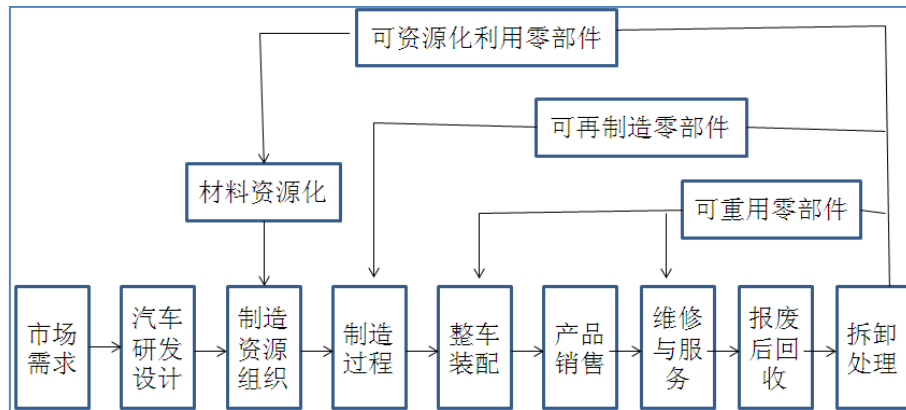 可资源化利用零部件
可再制造零部件
材料资源化
可重用零部件
市场
需求
汽车
研发
设计
制造
资源
组织
制造
过程
整车
装配
产品
销售
维修
与服
务
报废
后回
收
拆卸
处理